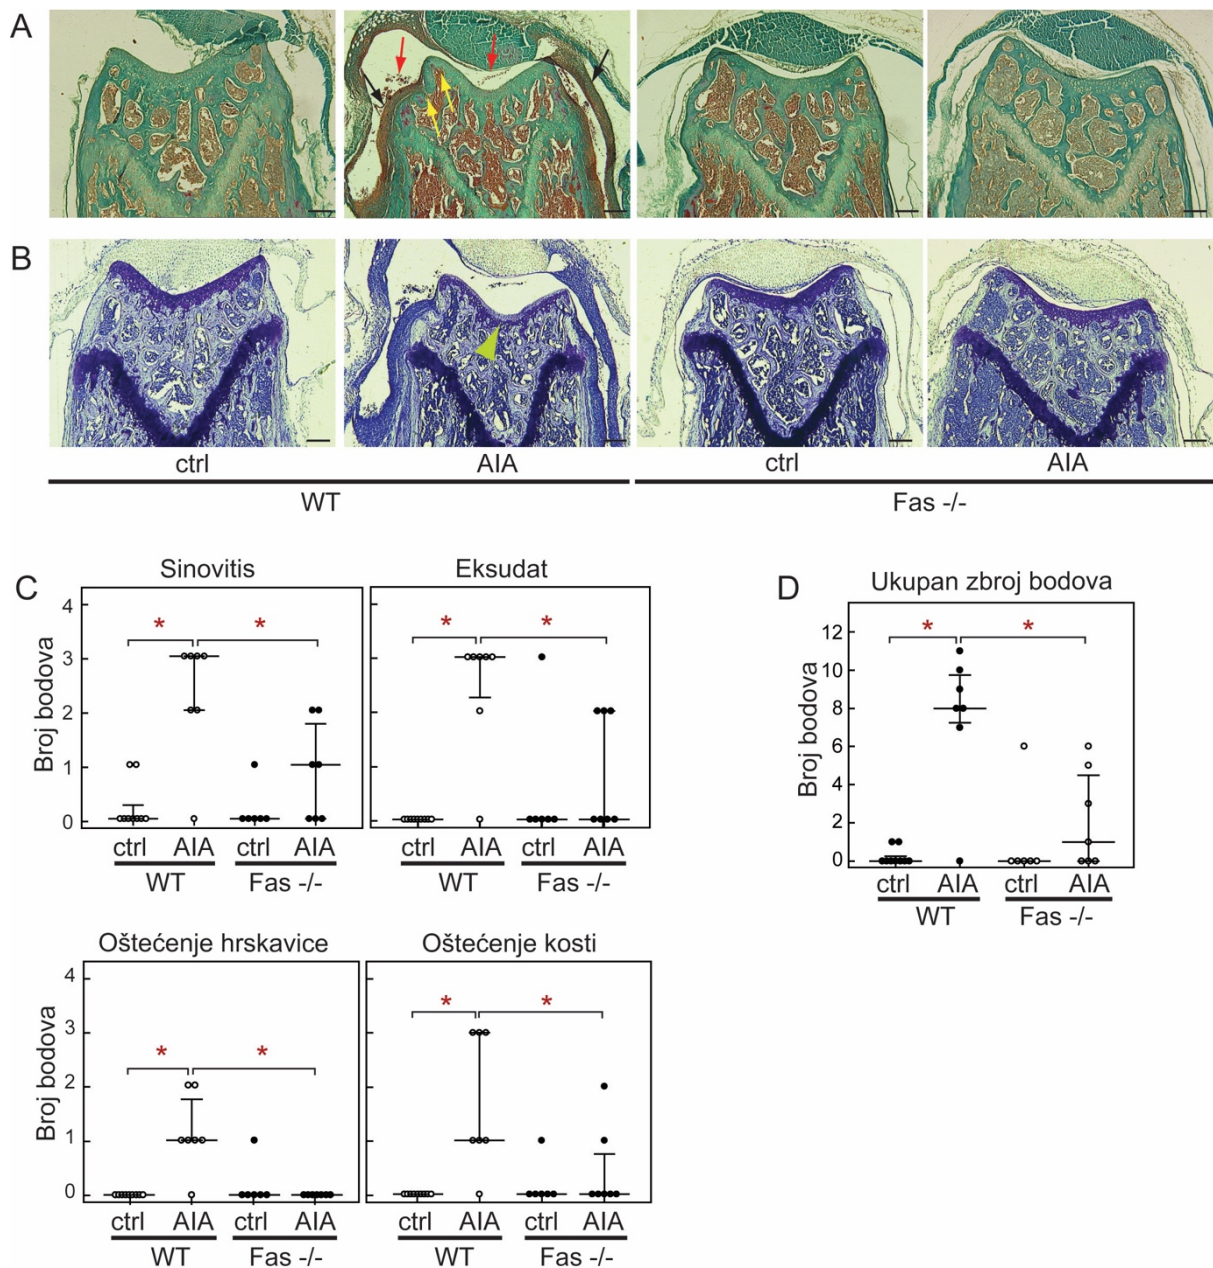 A
B
ctrl AIA ctrl AIA
WT Fas -/-
C
Sinovitis
Broj bodova
4
3
2
1
0
* *
ctrl AIA ctrl AIA
WT Fas -/-
Eksudat
* *
ctrl AIA ctrl AIA
WT Fas -/-
D
Ukupan zbroj bodova
Broj bodova
12
10
8
6
4
2
0
* *
ctrl AIA ctrl AIA
WT Fas -/-
Oštećenje hrskavice
Broj bodova
4
3
2
1
0
* *
ctrl AIA ctrl AIA
WT Fas -/-
Oštećenje kosti
* *
ctrl AIA ctrl AIA
WT Fas -/-